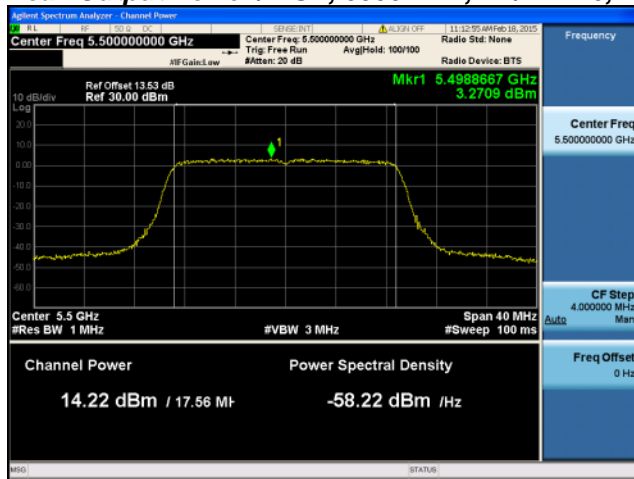 Agilent Spectrum Analyzer - Channel Power
RL RF 50 Ω DC SENSE:INT ALIGN OFF 11:12:55 AM Feb 18, 2015
Center Freq 5.500000000 GHz
Center Freq: 5.500000000 GHz
Radio Std: None
Trig: Free Run Avg|Hold: 100/100
#IFGain:Low #Atten: 20 dB Radio Device: BTS
Frequency
Mkr1 5.4988667 GHz
3.2709 dBm
Ref Offset 13.53 dB
10 dB/div Ref 30.00 dBm
Log
20.0
10.0
0.00
-10.0
-20.0
-30.0
-40.0
-50.0
-60.0
1
Center Freq
5.500000000 GHz
Center 5.5 GHz Span 40 MHz
#Res BW 1 MHz #VBW 3 MHz #Sweep 100 ms
CF Step
4.000000 MHz
Auto Man
Freq Offset
0 Hz
Channel Power Power Spectral Density
14.22 dBm / 17.56 MH -58.22 dBm /Hz
MSG STATUS